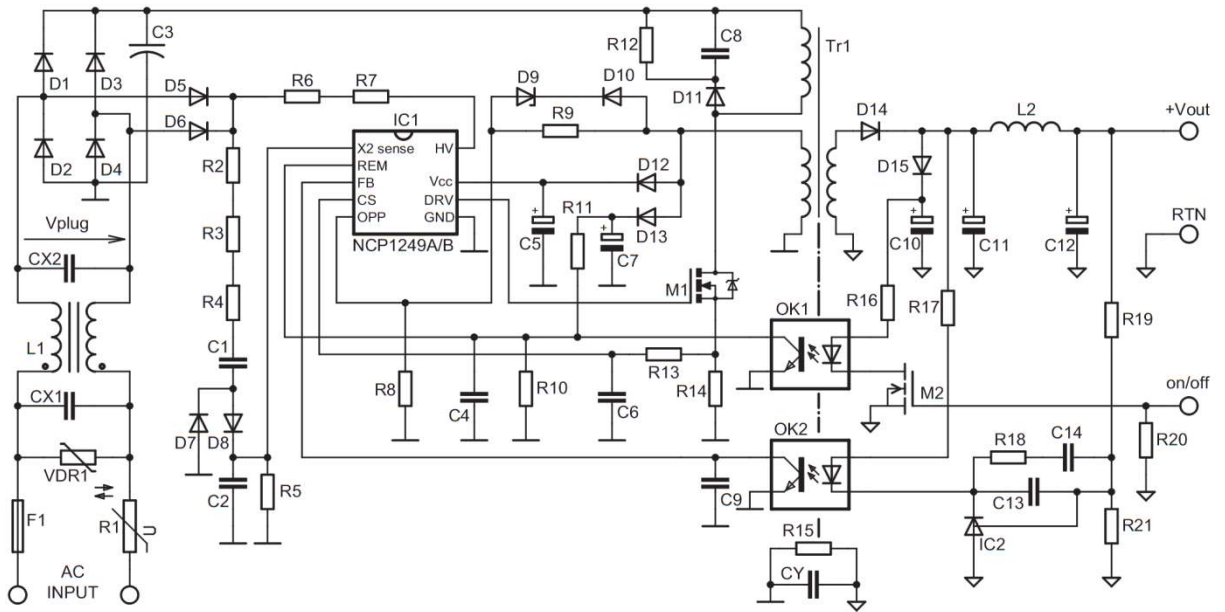 C3
R12
C8
Tr1
D1
D3
D5
R6
R7
D9
D10
D11
D14
L2
+Vout
D6
IC1
R9
D2
D4
R2
X2 sense
HV
REM
FB
Vcc
CS
DRV
OPP
GND
NCP1249A/B
D12
D15
R11
D13
+
C5
+
C7
+
C10
+
C11
+
C12
RTN
Vplug
R3
CX2
M1
R16
R17
R4
OK1
R19
L1
C1
R13
R8
C4
R10
C6
R14
M2
on/off
CX1
D7
D8
OK2
R18
C14
R20
VDR1
C2
R5
C9
C13
F1
R1
U
R15
IC2
R21
CY
AC
INPUT